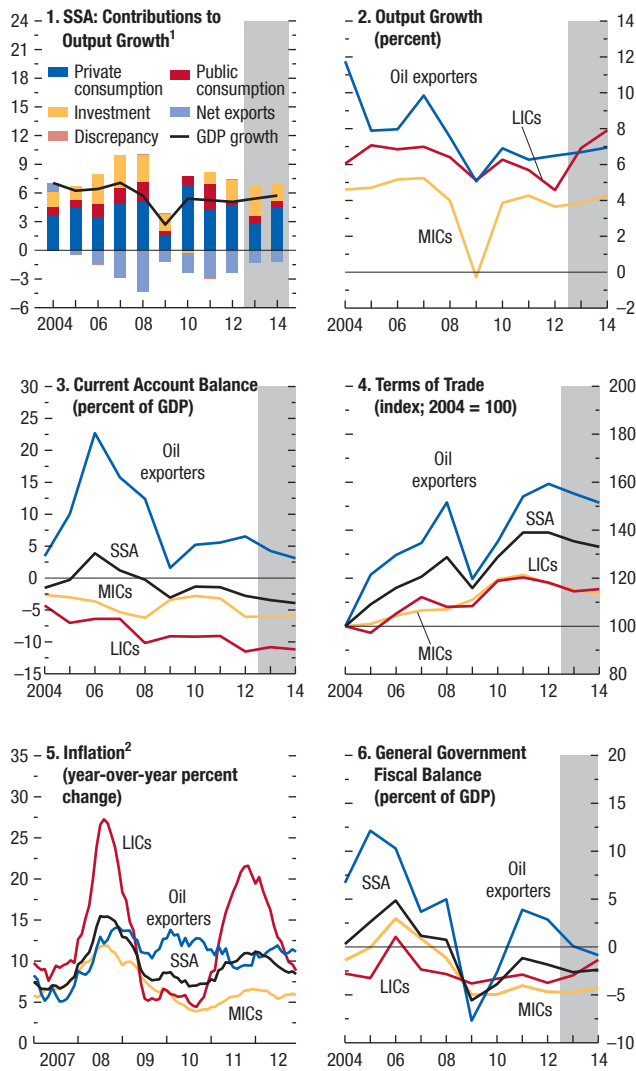 1. SSA: Contributions to
Output Growth¹
Private consumption
Public consumption
Investment
Net exports
Discrepancy
GDP growth
24
21
18
15
12
9
6
3
0
–3
–6
2004 06 08 10 12 14
2. Output Growth
(percent)
Oil exporters
LICs
MICs
12
10
8
6
4
2
0
–2
2004 06 08 10 12 14
3. Current Account Balance
(percent of GDP)
Oil
exporters
SSA
MICs
LICs
30
25
20
15
10
5
0
–5
–10
–15
2004 06 08 10 12 14
4. Terms of Trade
(index; 2004 = 100)
Oil
exporters
SSA
LICs
MICs
200
180
160
140
120
100
80
2004 06 08 10 12 14
5. Inflation²
(year-over-year percent
change)
LICs
Oil
exporters
SSA
MICs
35
30
25
20
15
10
5
0
2007 08 09 10 11 12
6. General Government
Fiscal Balance
(percent of GDP)
SSA
Oil
exporters
LICs
MICs
20
15
10
5
0
–5
–10
2004 06 08 10 12 14